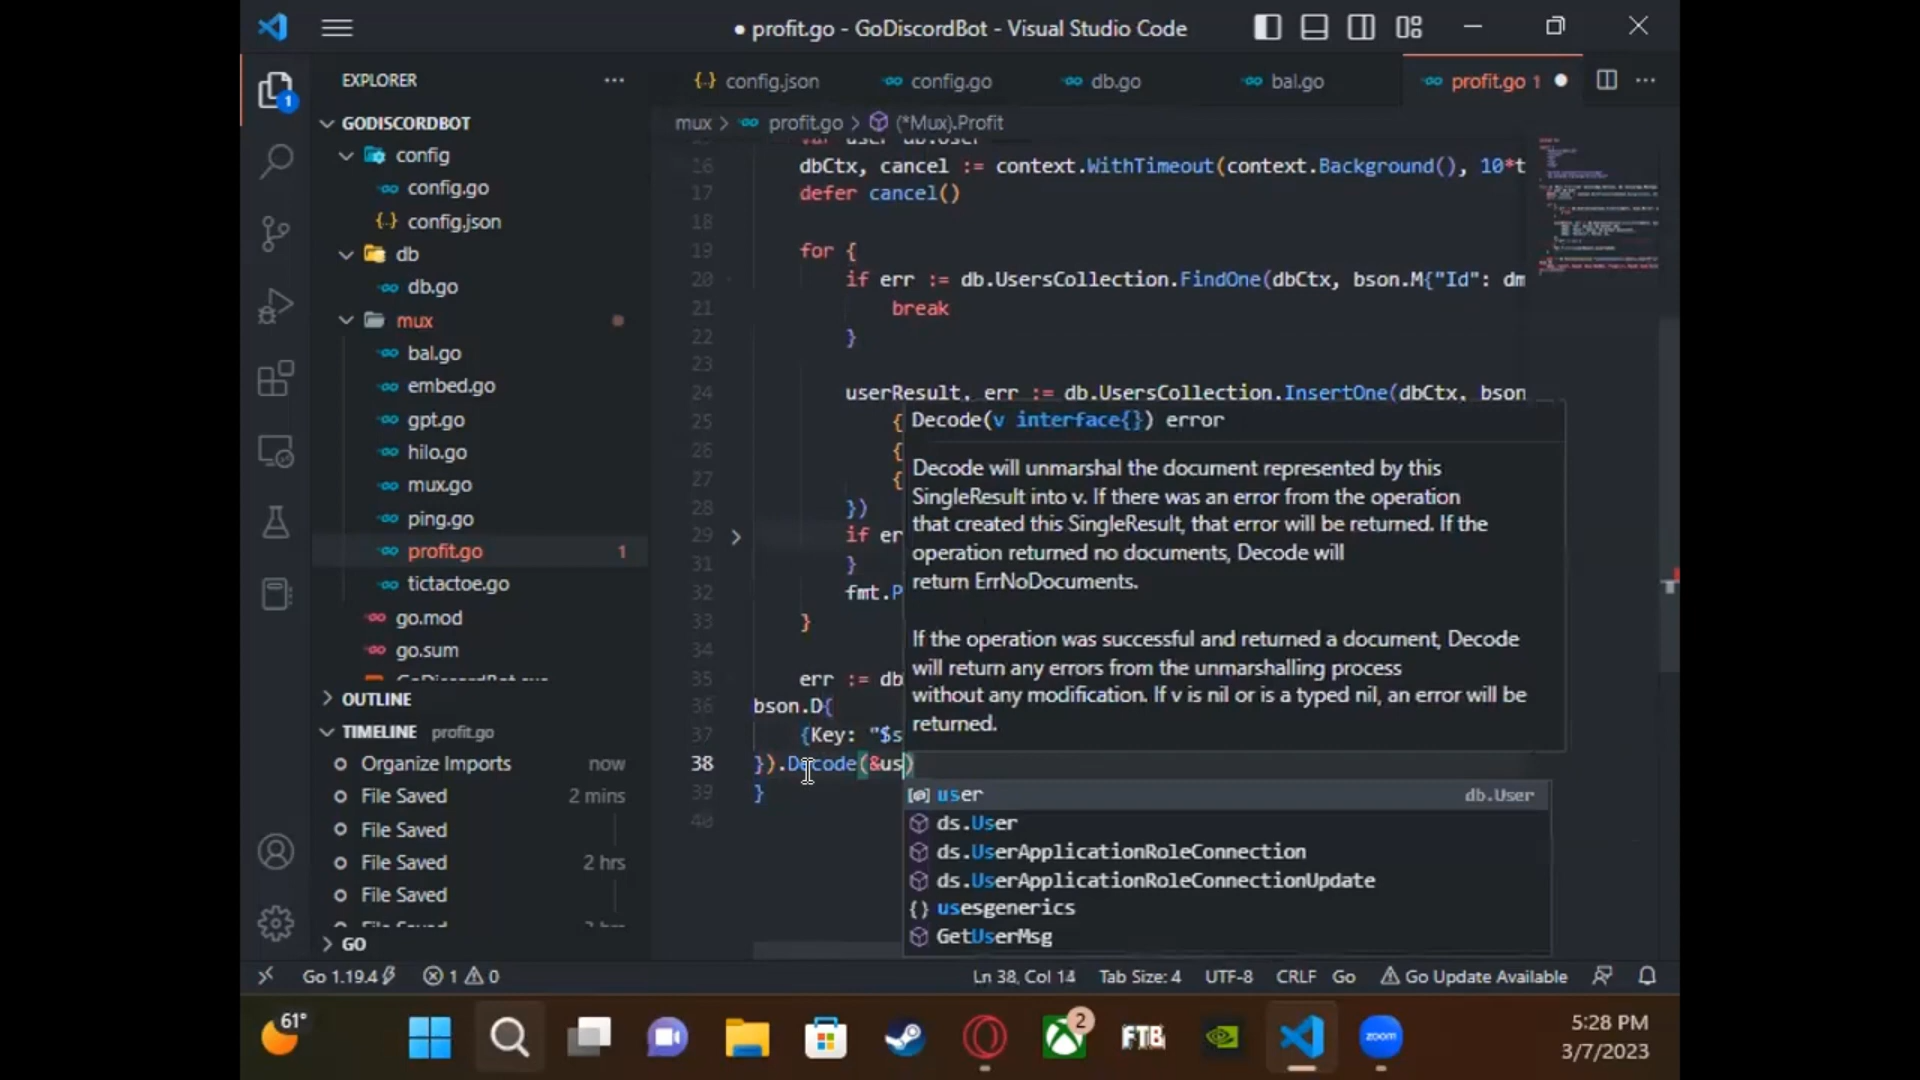 ● profit.go - GoDiscordBot - Visual Studio Code
EXPLORER
config.json
config.go
db.go
bal.go
profit.go 1
1
GODISCORDBOT
config
config.go
config.json
db
db.go
mux
bal.go
embed.go
gpt.go
hilo.go
mux.go
ping.go
profit.go 1
tictactoe.go
go.mod
go.sum
OUTLINE
TIMELINE profit.go
Organize Imports now
File Saved 2 mins
File Saved
File Saved 2 hrs
File Saved
GO
mux > profit.go > (*Mux).Profit
16 dbCtx, cancel := context.WithTimeout(context.Background(), 10*t
17 defer cancel()
18
19 for {
20 if err := db.UsersCollection.FindOne(dbCtx, bson.M{"Id": dm
21 break
22 }
23
24 userResult, err := db.UsersCollection.InsertOne(dbCtx, bson
25 {
26 {
27 {
28 })
29 if er
31 }
32 fmt.P
33 }
34
35 err := db
36 bson.D{
37 {Key: "$s
38 }).Decode(&us)
39 }
40
Decode(v interface{}) error
Decode will unmarshal the document represented by this
SingleResult into v. If there was an error from the operation
that created this SingleResult, that error will be returned. If the
operation returned no documents, Decode will
return ErrNoDocuments.
If the operation was successful and returned a document, Decode
will return any errors from the unmarshalling process
without any modification. If v is nil or is a typed nil, an error will be
returned.
user db.User
ds.User
ds.UserApplicationRoleConnection
ds.UserApplicationRoleConnectionUpdate
usesgenerics
GetUserMsg
Go 1.19.4 1 0 Ln 38, Col 14 Tab Size: 4 UTF-8 CRLF Go Go Update Available
61°
2
FTB
zoom
5:28 PM
3/7/2023